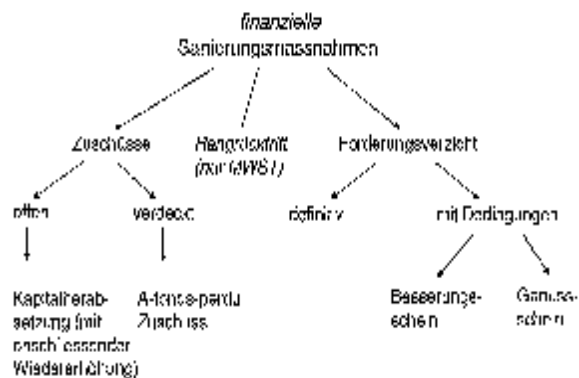 finanzielle
Sanierungsmassnahmen
Zuschüsse
Rangrücktritt
(nur MWST)
Forderungsverzicht
offen
verdeckt
definitiv
mit Bedingungen
Kapitalherab-
setzung (mit
anschliessender
Wiedererhöhung)
A-fonds-perdu
Zuschuss
Besserungs-
schein
Genuss-
schein